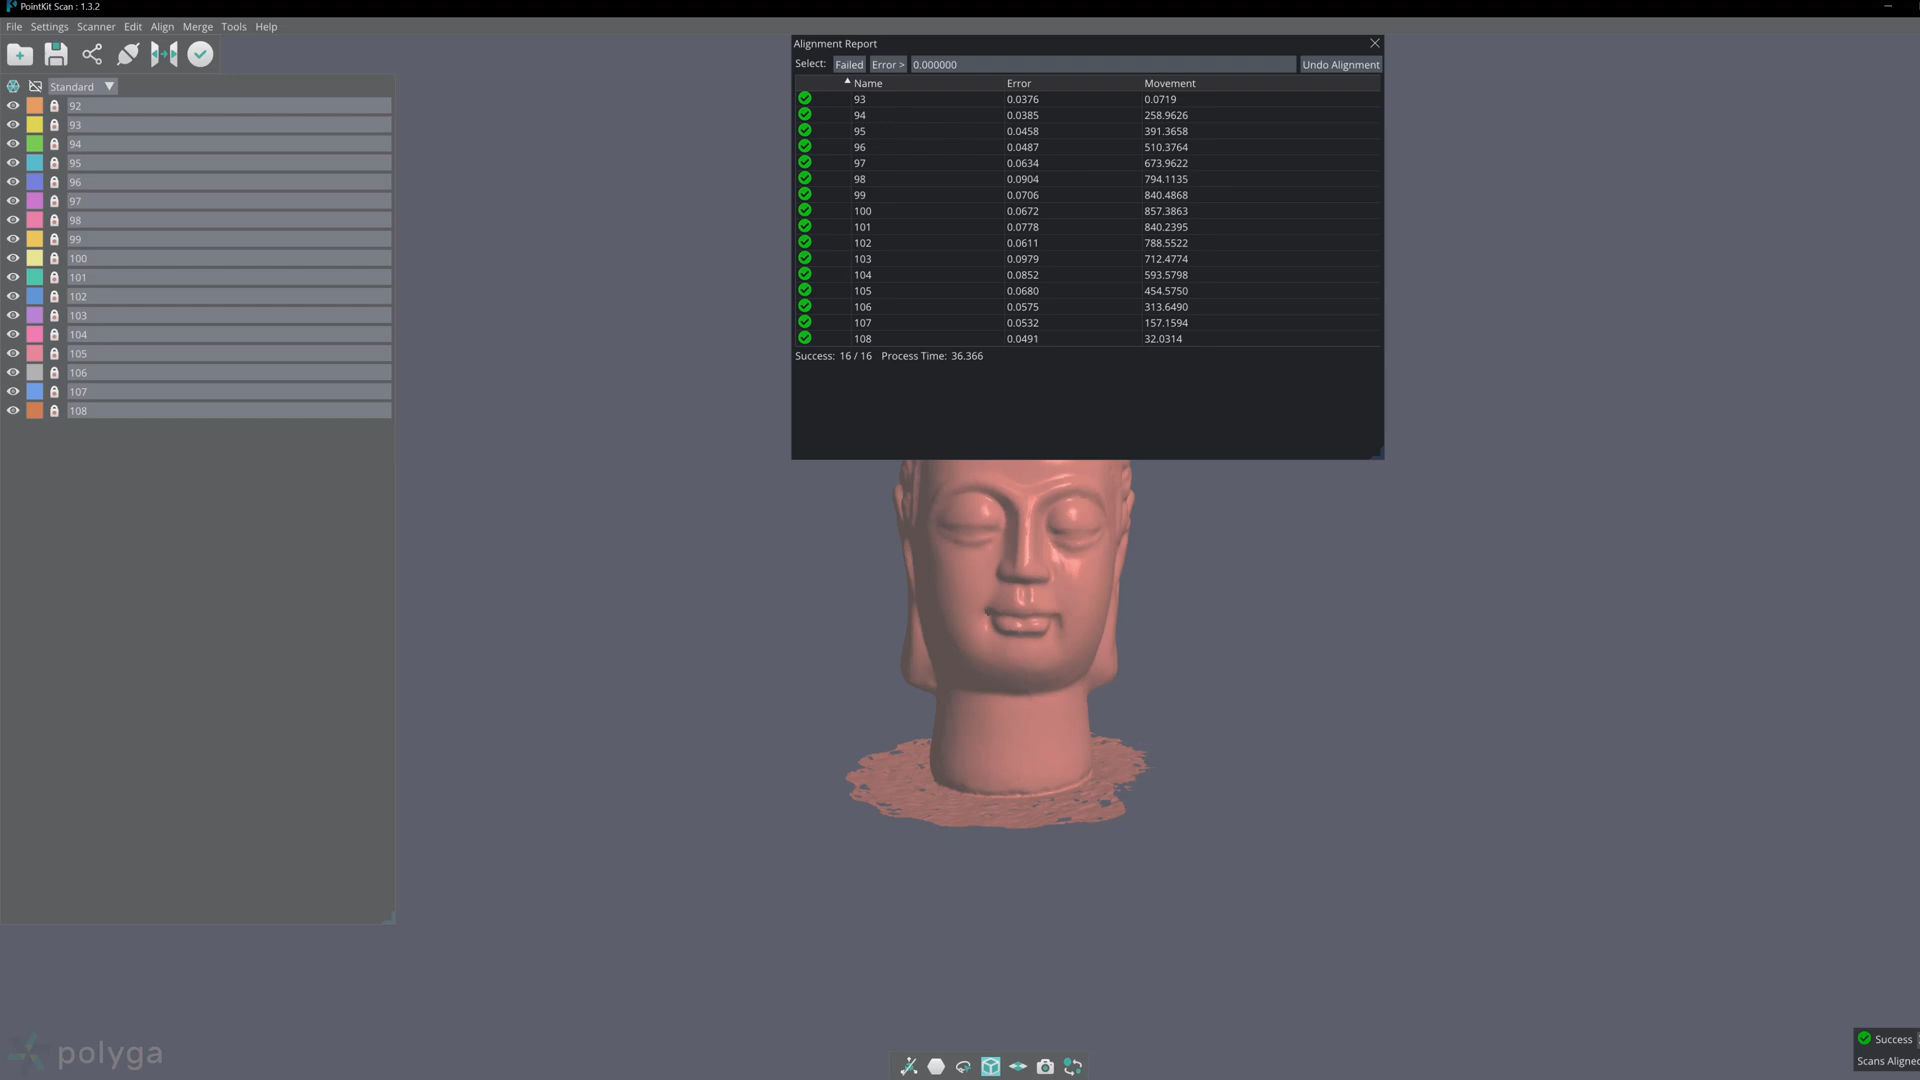 PointKit Scan : 1.3.2
File Settings Scanner Edit Align Merge Tools Help
Standard
92
93
94
95
96
97
98
99
100
101
102
103
104
105
106
107
108
Alignment Report
Select: Failed Error > 0.000000 Undo Alignment
Name Error Movement
93 0.0376 0.0719
94 0.0385 258.9626
95 0.0458 391.3658
96 0.0487 510.3764
97 0.0634 673.9622
98 0.0904 794.1135
99 0.0706 840.4868
100 0.0672 857.3863
101 0.0778 840.2395
102 0.0611 788.5522
103 0.0979 712.4774
104 0.0852 593.5798
105 0.0680 454.5750
106 0.0575 313.6490
107 0.0532 157.1594
108 0.0491 32.0314
Success: 16 / 16 Process Time: 36.366
polyga
Success
Scans Aligned